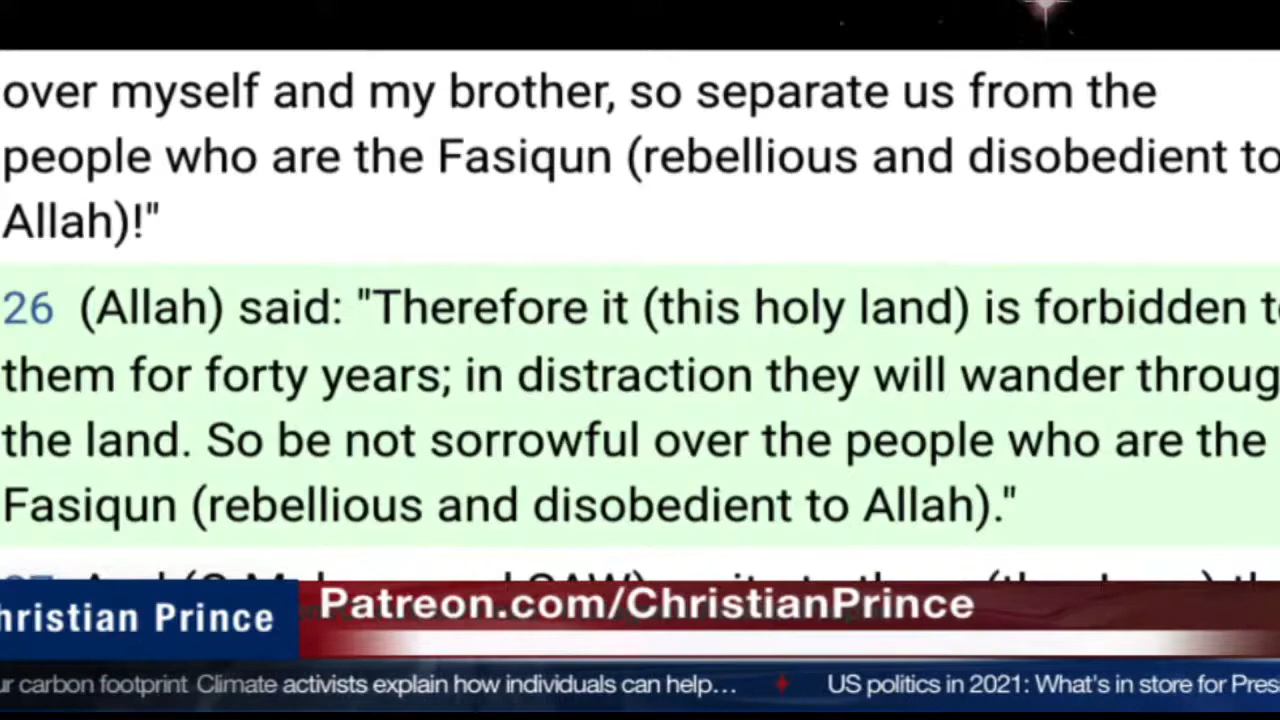 over myself and my brother, so separate us from the
people who are the Fasiqun (rebellious and disobedient to
Allah)!"
26 (Allah) said: "Therefore it (this holy land) is forbidden to
them for forty years; in distraction they will wander throug
the land. So be not sorrowful over the people who are the
Fasiqun (rebellious and disobedient to Allah)."
hristian Prince
Patreon.com/ChristianPrince
ur carbon footprint Climate activists explain how individuals can help... US politics in 2021: What's in store for Pres